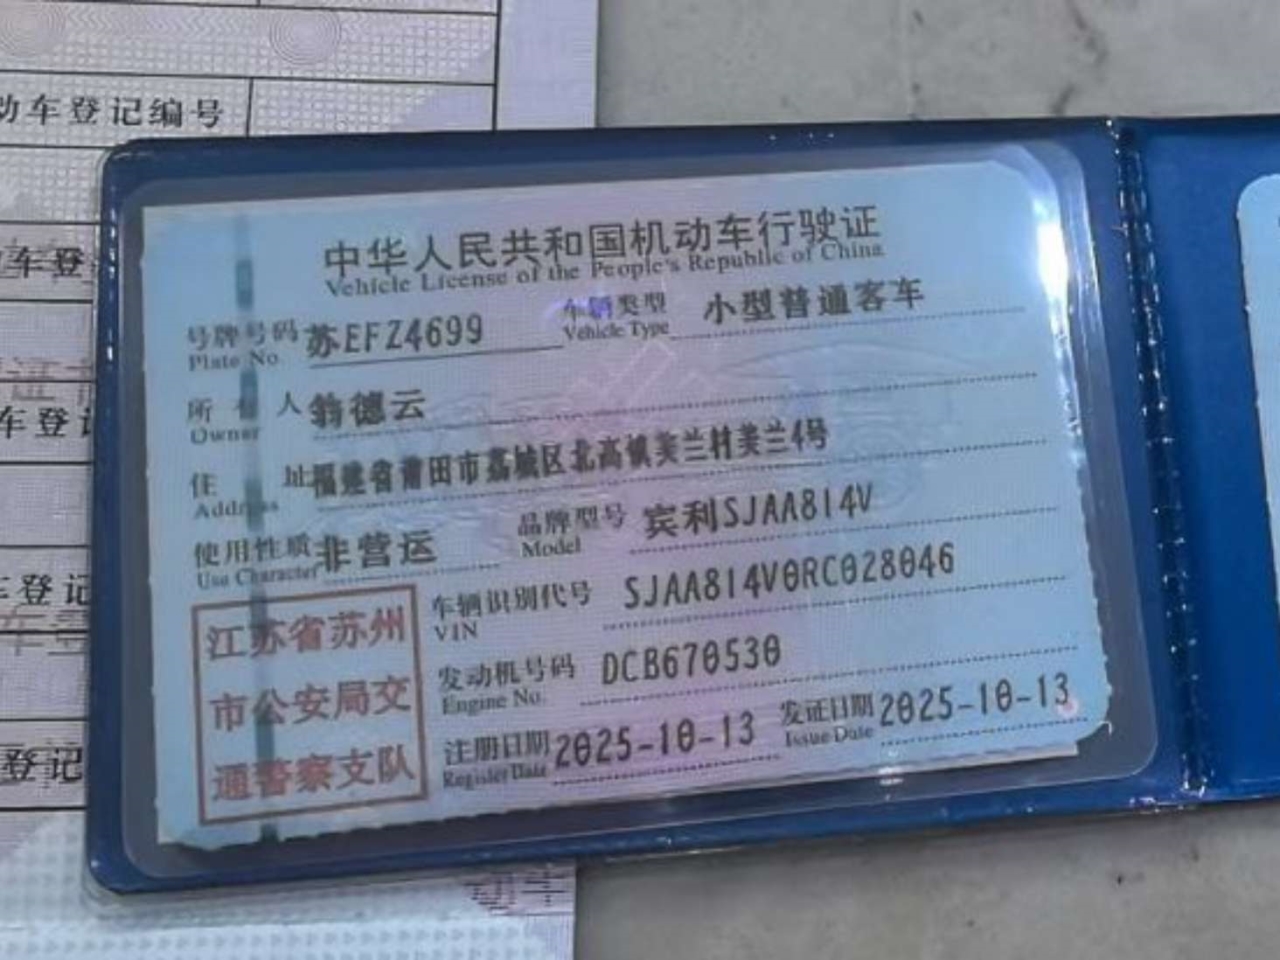 动车登记编号
车登
车登记
车登记
登记
中华人民共和国机动车行驶证
Vehicle License of the People's Republic of China
号牌号码 苏EFZ4699 车辆类型 小型普通客车
Plate No. Vehicle Type
所有人 翁德云
Owner
住址 福建省莆田市荔城区北高镇美兰村美兰4号
Address
使用性质 非营运 品牌型号 宾利SJAA814V
Use Character Model
车辆识别代号 SJAA814V0RC028046
VIN
发动机号码 DCB670530
Engine No.
注册日期 2025-10-13 发证日期 2025-10-13
Register Date Issue Date
江苏省苏州
市公安局交
通警察支队
动车